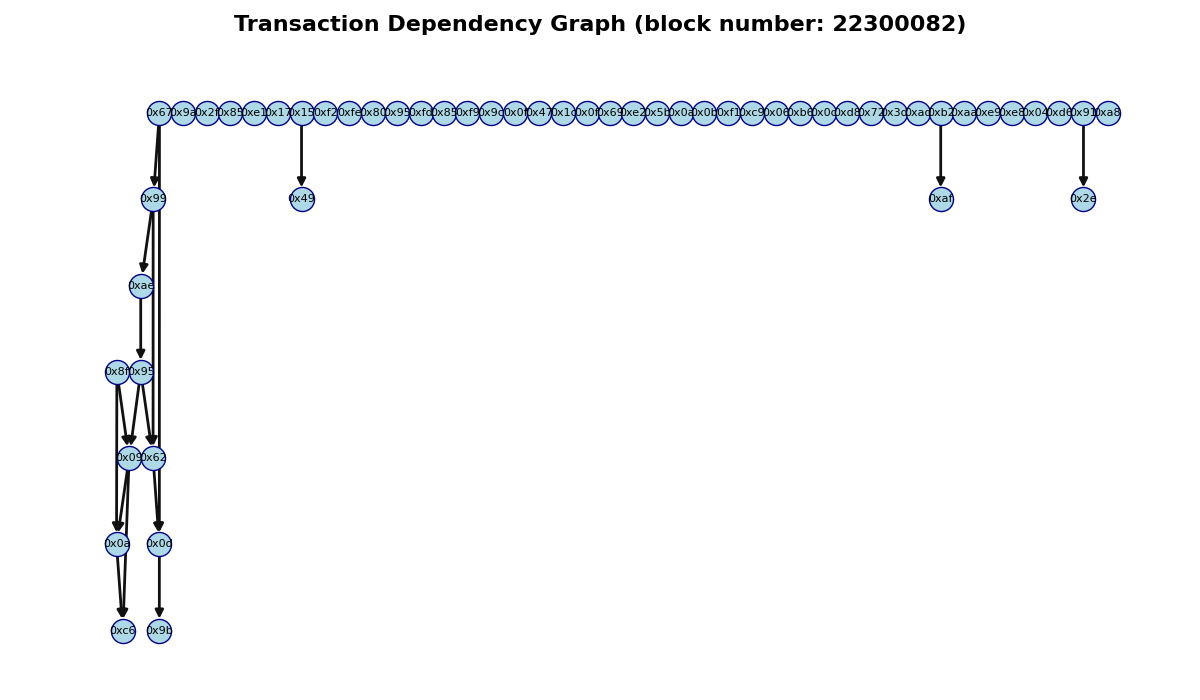 Transaction Dependency Graph (block number: 22300082)
0x67 0x9a 0x2f 0x85 0xe1 0x17 0x15 0xf2 0xfe 0x80 0x95 0xfd 0x85 0xf9 0x9c 0x0f 0x47 0x1d 0x0f 0x69 0xe2 0x5b 0x0a 0x0b 0xf1 0xc9 0x06 0xb6 0x0c 0xd8 0x72 0x3d 0xad 0xb2 0xaa 0xe9 0xe8 0x04 0xd6 0x91 0xa8
0x99 0x49 0xaf 0x2e
0xae
0x8f 0x95
0x09 0x62
0x0a 0x0d
0xc6 0x9b